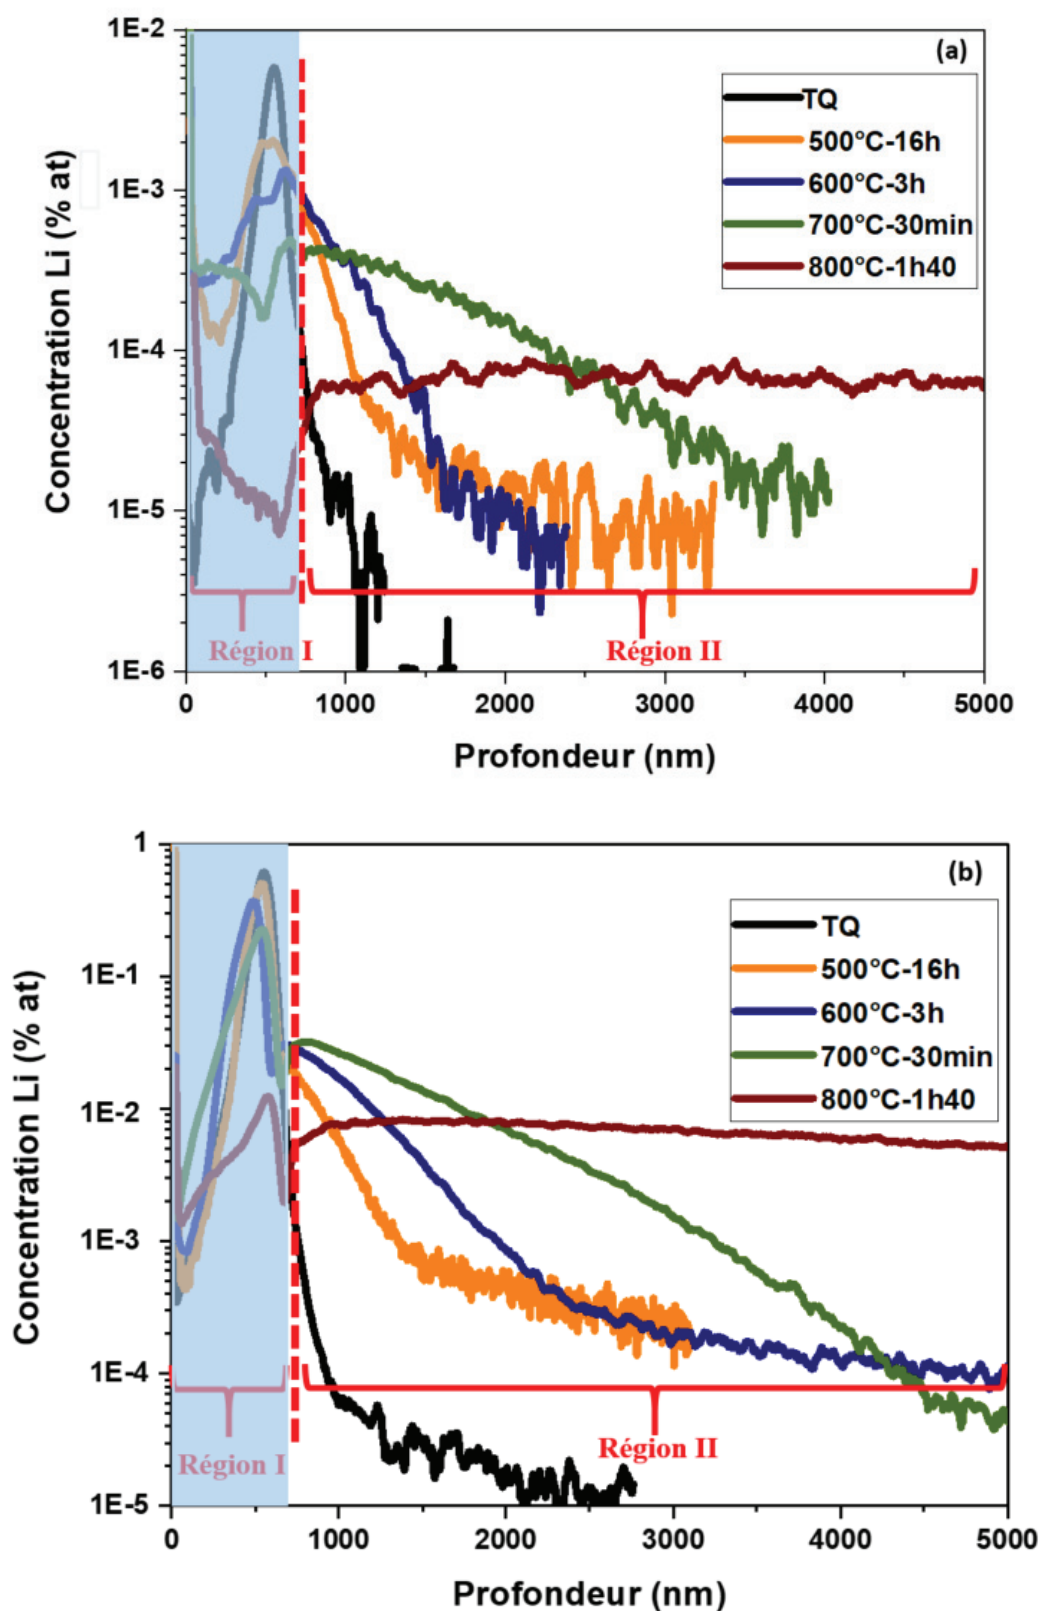 (a)
1E-2
1E-3
1E-4
1E-5
1E-6
Concentration Li (% at)
TQ
500°C-16h
600°C-3h
700°C-30min
800°C-1h40
Région I
Région II
0
1000
2000
3000
4000
5000
Profondeur (nm)
(b)
1
1E-1
1E-2
1E-3
1E-4
1E-5
Concentration Li (% at)
TQ
500°C-16h
600°C-3h
700°C-30min
800°C-1h40
Région I
Région II
0
1000
2000
3000
4000
5000
Profondeur (nm)